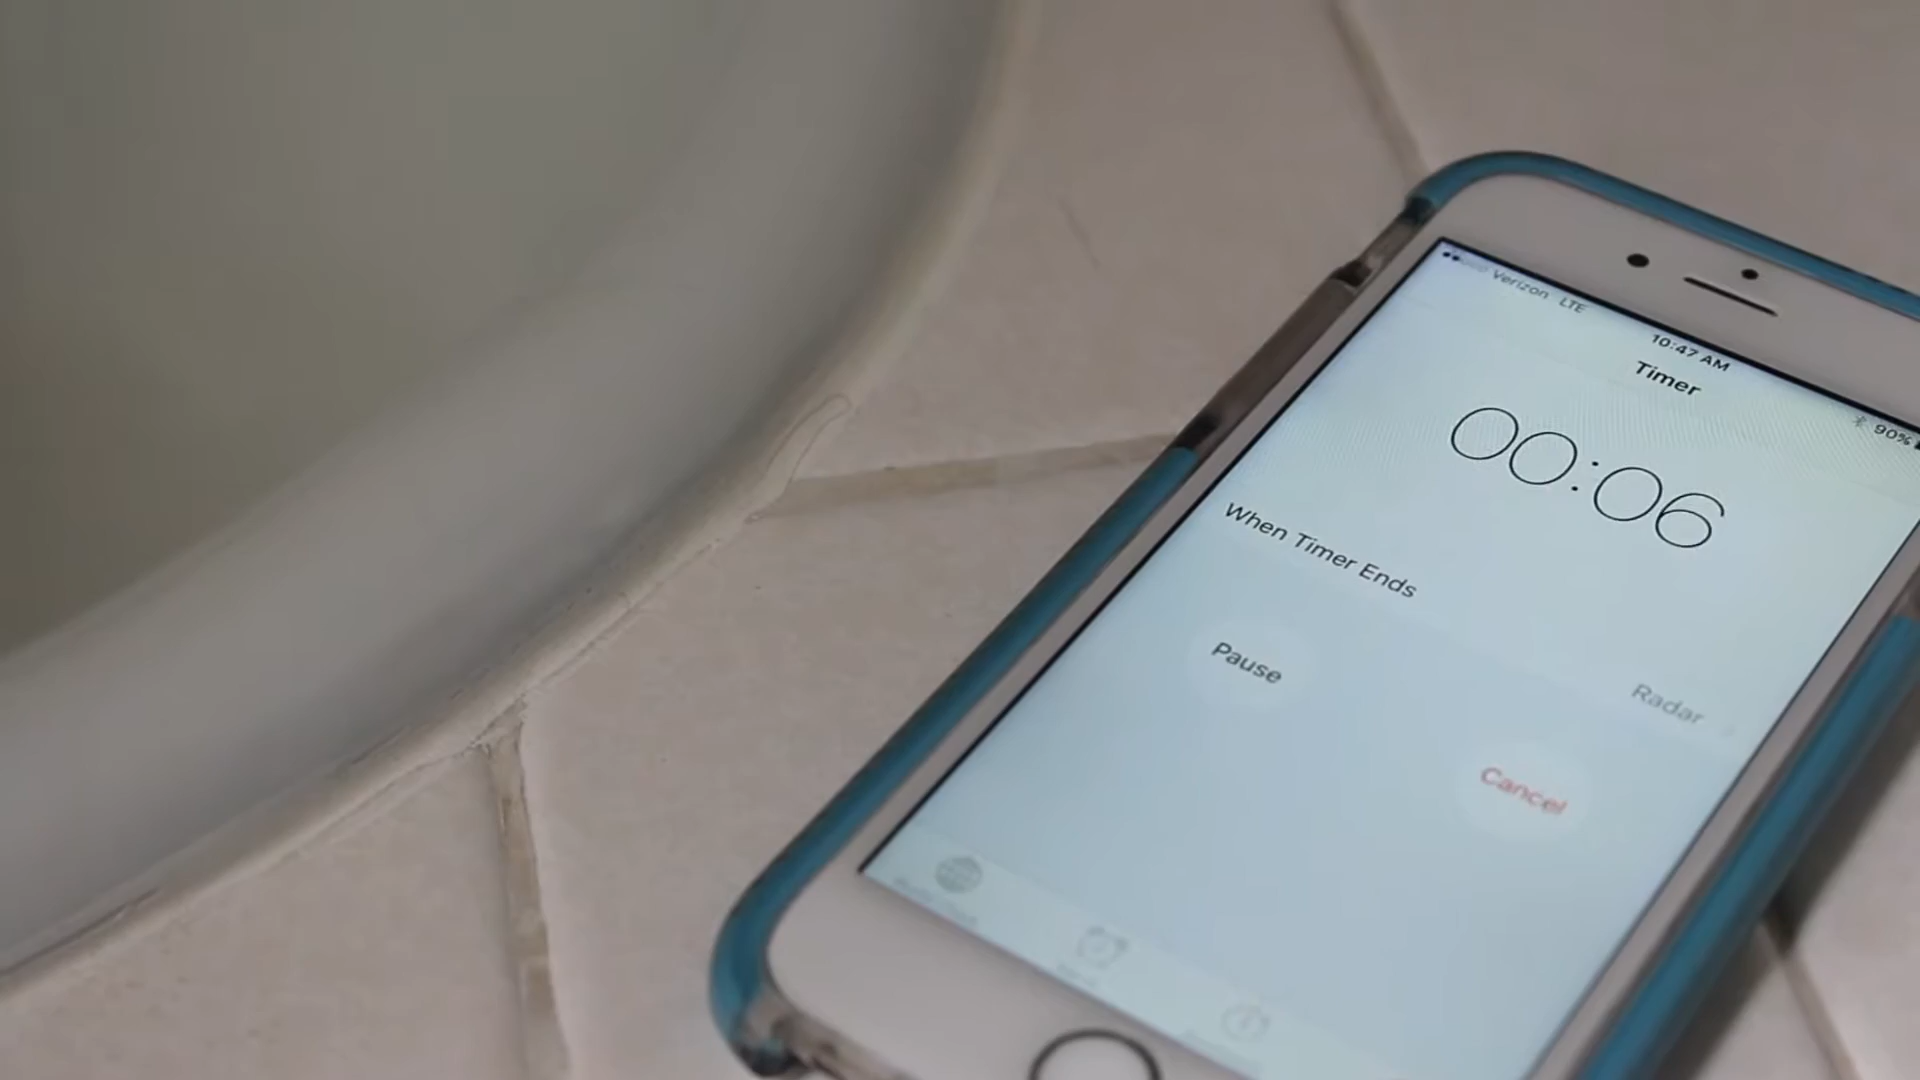 Verizon LTE
10:47 AM
90%
Timer
00:06
When Timer Ends
Radar
Pause
Cancel